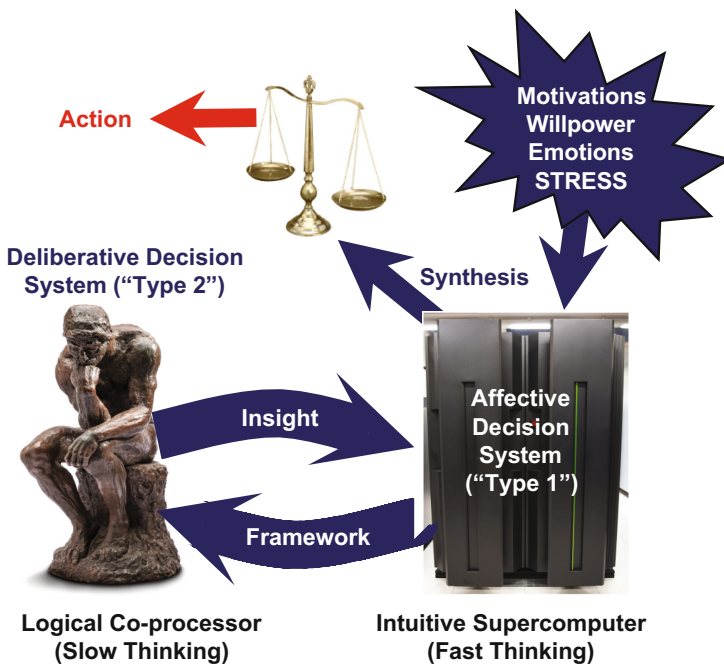 Action
Motivations
Willpower
Emotions
STRESS
Deliberative Decision
System (“Type 2”)
Synthesis
Insight
Affective
Decision
System
(“Type 1”)
Framework
Logical Co-processor
(Slow Thinking)
Intuitive Supercomputer
(Fast Thinking)